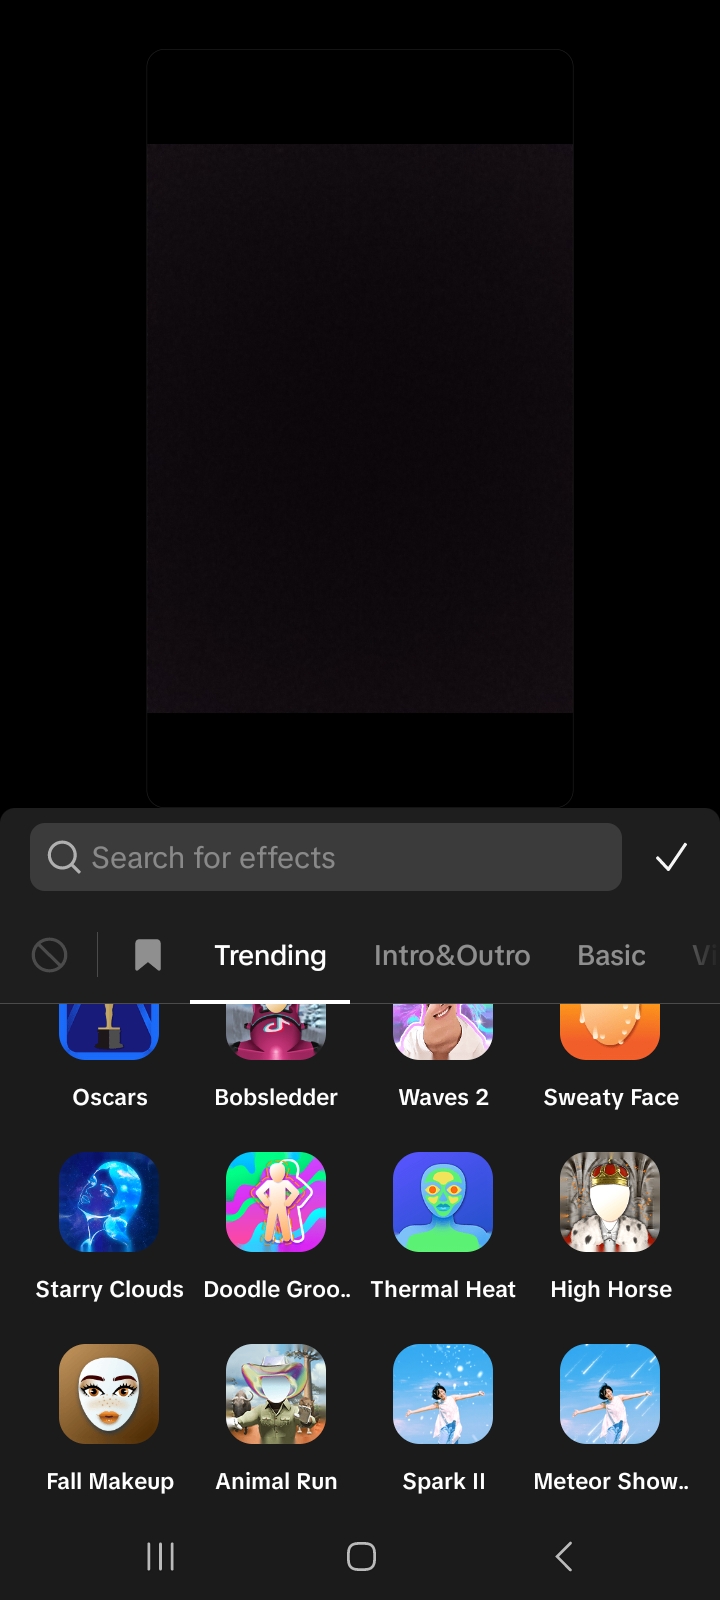 Search for effects
Trending Intro&Outro Basic Vi
Oscars Bobsledder Waves 2 Sweaty Face
Starry Clouds Doodle Groo.. Thermal Heat High Horse
Fall Makeup Animal Run Spark II Meteor Show..